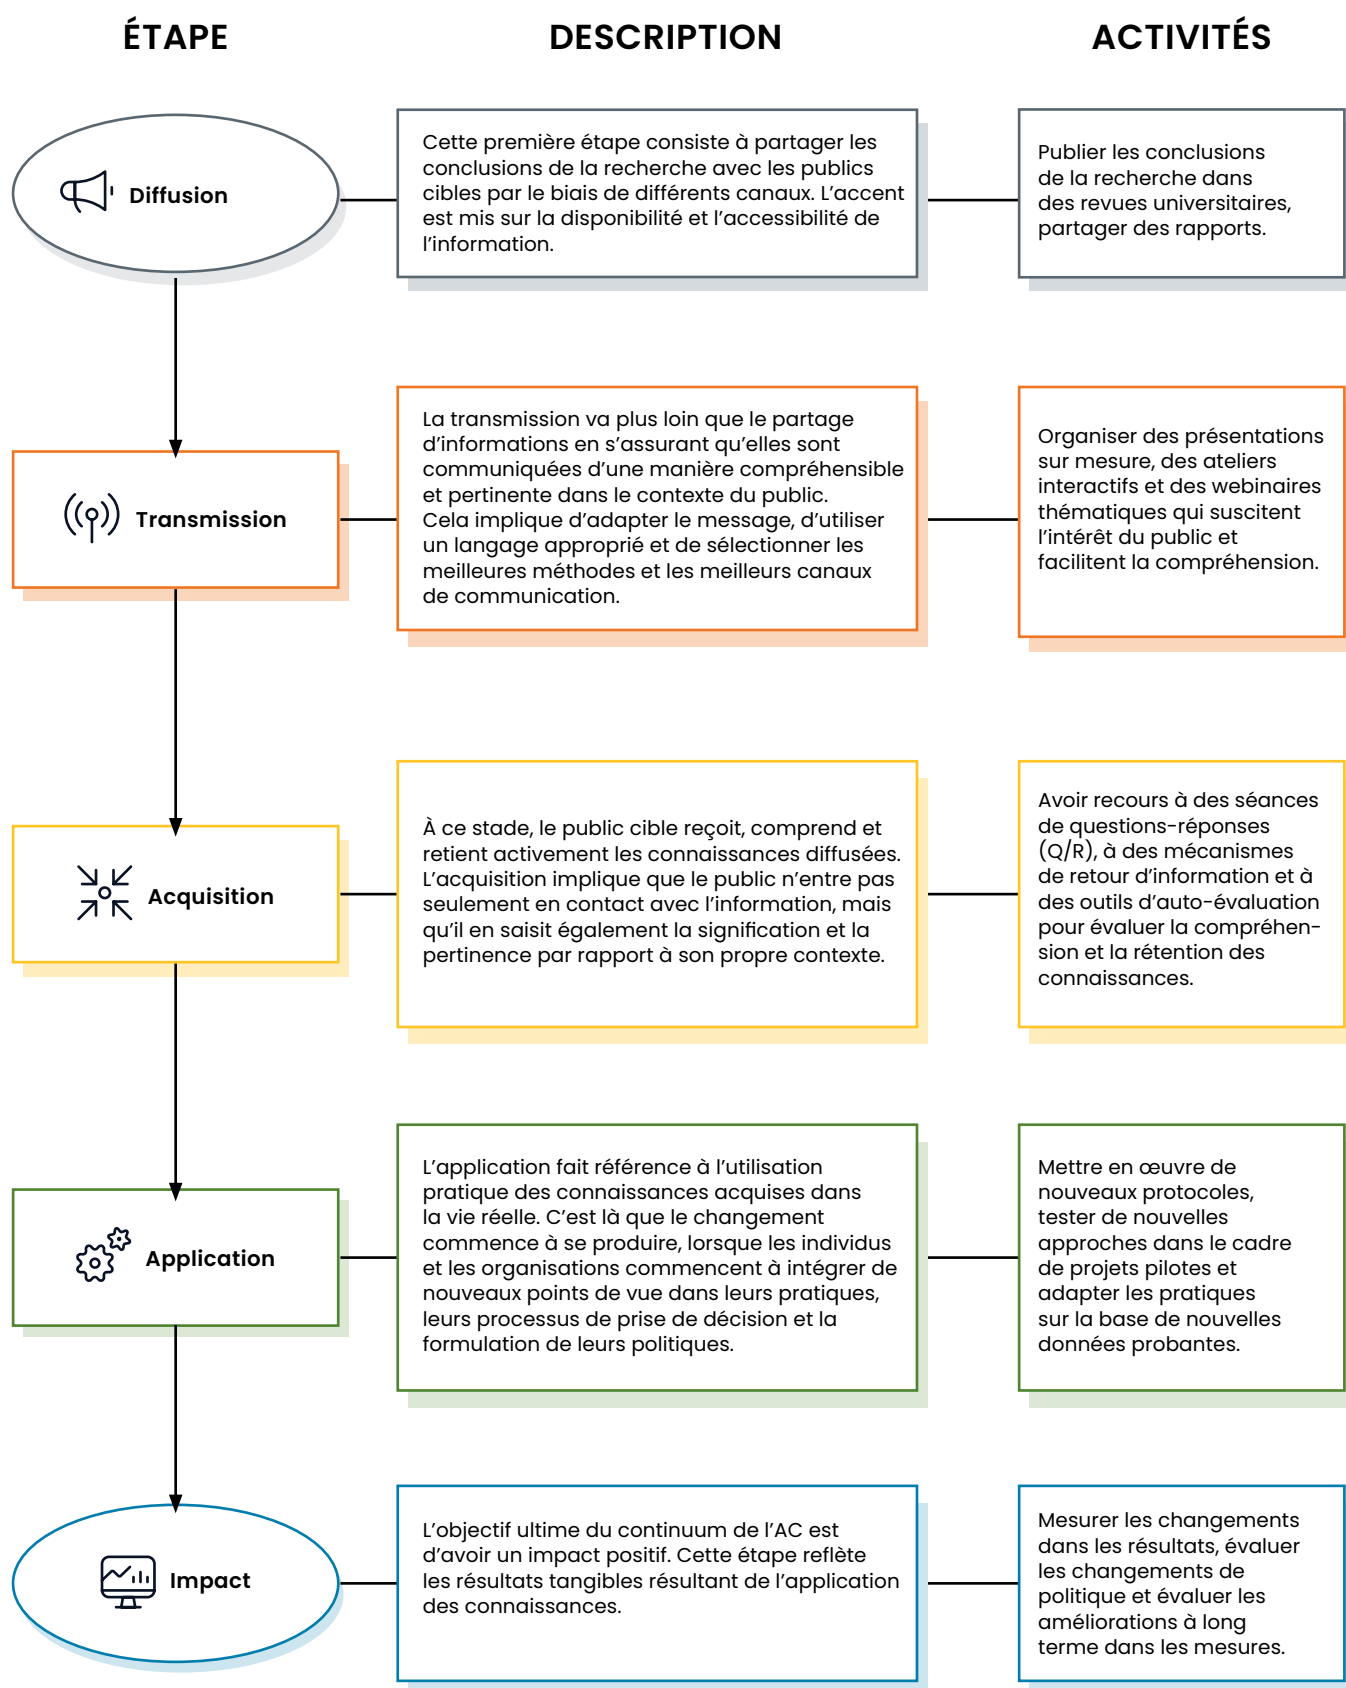 ÉTAPE
DESCRIPTION
ACTIVITÉS
Diffusion
Cette première étape consiste à partager les
conclusions de la recherche avec les publics
cibles par le biais de différents canaux. L’accent
est mis sur la disponibilité et l’accessibilité de
l’information.
Publier les conclusions
de la recherche dans
des revues universitaires,
partager des rapports.
Transmission
La transmission va plus loin que le partage
d’informations en s’assurant qu’elles sont
communiquées d’une manière compréhensible
et pertinente dans le contexte du public.
Cela implique d’adapter le message, d’utiliser
un langage approprié et de sélectionner les
meilleures méthodes et les meilleurs canaux
de communication.
Organiser des présentations
sur mesure, des ateliers
interactifs et des webinaires
thématiques qui suscitent
l’intérêt du public et
facilitent la compréhension.
Acquisition
À ce stade, le public cible reçoit, comprend et
retient activement les connaissances diffusées.
L’acquisition implique que le public n’entre pas
seulement en contact avec l’information, mais
qu’il en saisit également la signification et la
pertinence par rapport à son propre contexte.
Avoir recours à des séances
de questions-réponses
(Q/R), à des mécanismes
de retour d’information et à
des outils d’auto-évaluation
pour évaluer la compréhen-
sion et la rétention des
connaissances.
Application
L’application fait référence à l’utilisation
pratique des connaissances acquises dans
la vie réelle. C’est là que le changement
commence à se produire, lorsque les individus
et les organisations commencent à intégrer de
nouveaux points de vue dans leurs pratiques,
leurs processus de prise de décision et la
formulation de leurs politiques.
Mettre en œuvre de
nouveaux protocoles,
tester de nouvelles
approches dans le cadre
de projets pilotes et
adapter les pratiques
sur la base de nouvelles
données probantes.
Impact
L’objectif ultime du continuum de l’AC est
d’avoir un impact positif. Cette étape reflète
les résultats tangibles résultant de l’application
des connaissances.
Mesurer les changements
dans les résultats, évaluer
les changements de
politique et évaluer les
améliorations à long
terme dans les mesures.